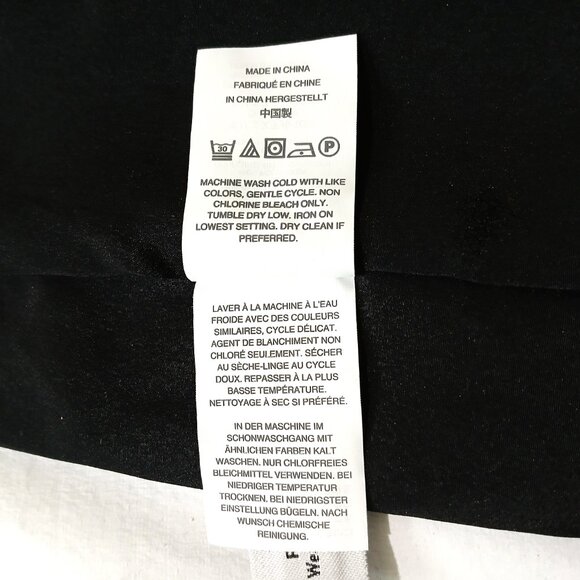 MADE IN CHINA
FABRIQUÉ EN CHINE
IN CHINA HERGESTELLT
中国製
30 P
MACHINE WASH COLD WITH LIKE
COLORS, GENTLE CYCLE. NON
CHLORINE BLEACH ONLY.
TUMBLE DRY LOW. IRON ON
LOWEST SETTING. DRY CLEAN IF
PREFERRED.
LAVER À LA MACHINE À L'EAU
FROIDE AVEC DES COULEURS
SIMILAIRES, CYCLE DÉLICAT.
AGENT DE BLANCHIMENT NON
CHLORÉ SEULEMENT. SÉCHER
AU SÈCHE-LINGE AU CYCLE
DOUX. REPASSER À LA PLUS
BASSE TEMPÉRATURE.
NETTOYAGE À SEC SI PRÉFÉRÉ.
IN DER MASCHINE IM
SCHONWASCHGANG MIT
ÄHNLICHEN FARBEN KALT
WASCHEN. NUR CHLORFREIES
BLEICHMITTEL VERWENDEN. BEI
NIEDRIGER TEMPERATUR
TROCKNEN. BEI NIEDRIGSTER
EINSTELLUNG BÜGELN. NACH
WUNSCH CHEMISCHE
REINIGUNG.